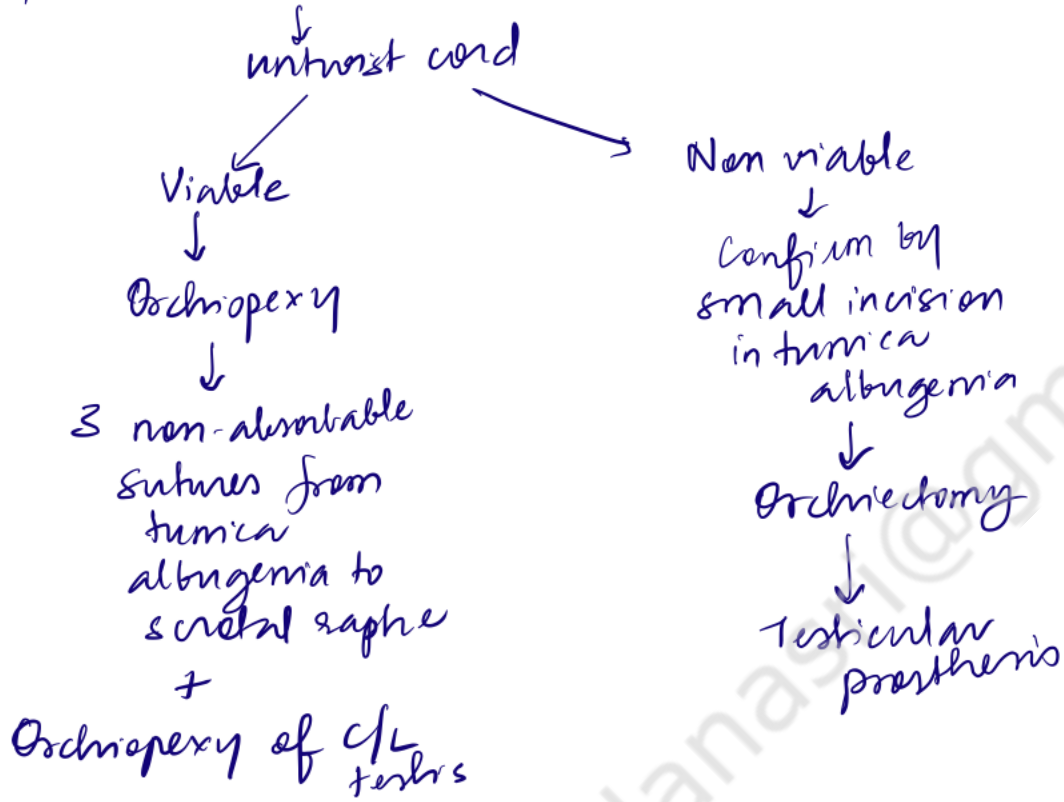 untwist cord
Viable
Orchiopexy
3 non-absorbable
sutures from
tunica
albugenia to
scrotal raphe
+
Orchiopexy of C/L
testis
Non viable
Confirm by
small incision
in tunica
albugenia
Orchiectomy
Testicular
prosthesis